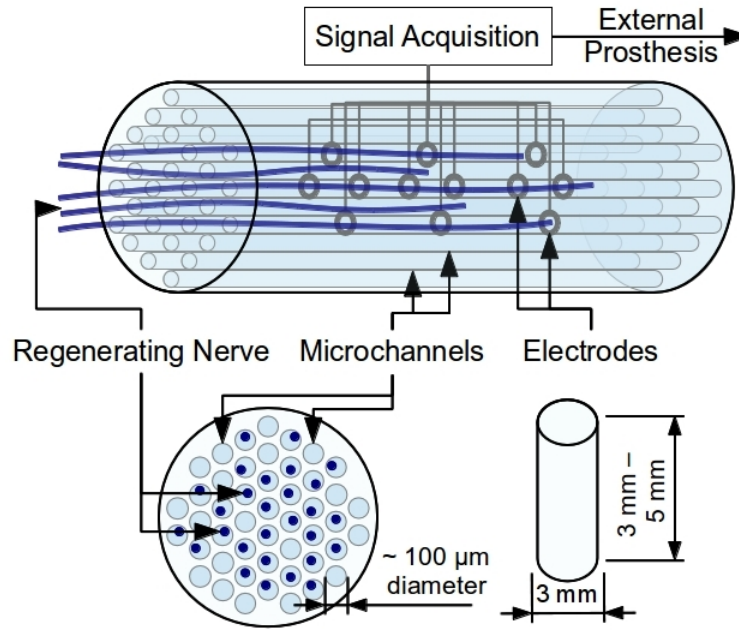 Signal Acquisition
External
Prosthesis
Regenerating Nerve
Microchannels
Electrodes
~ 100 µm
diameter
3 mm –
5 mm
3 mm